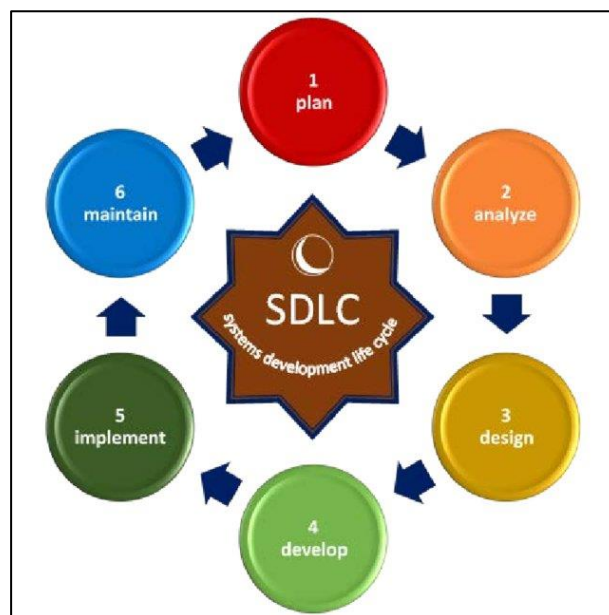 1
plan
2
analyze
3
design
4
develop
5
implement
6
maintain
SDLC
systems development life cycle